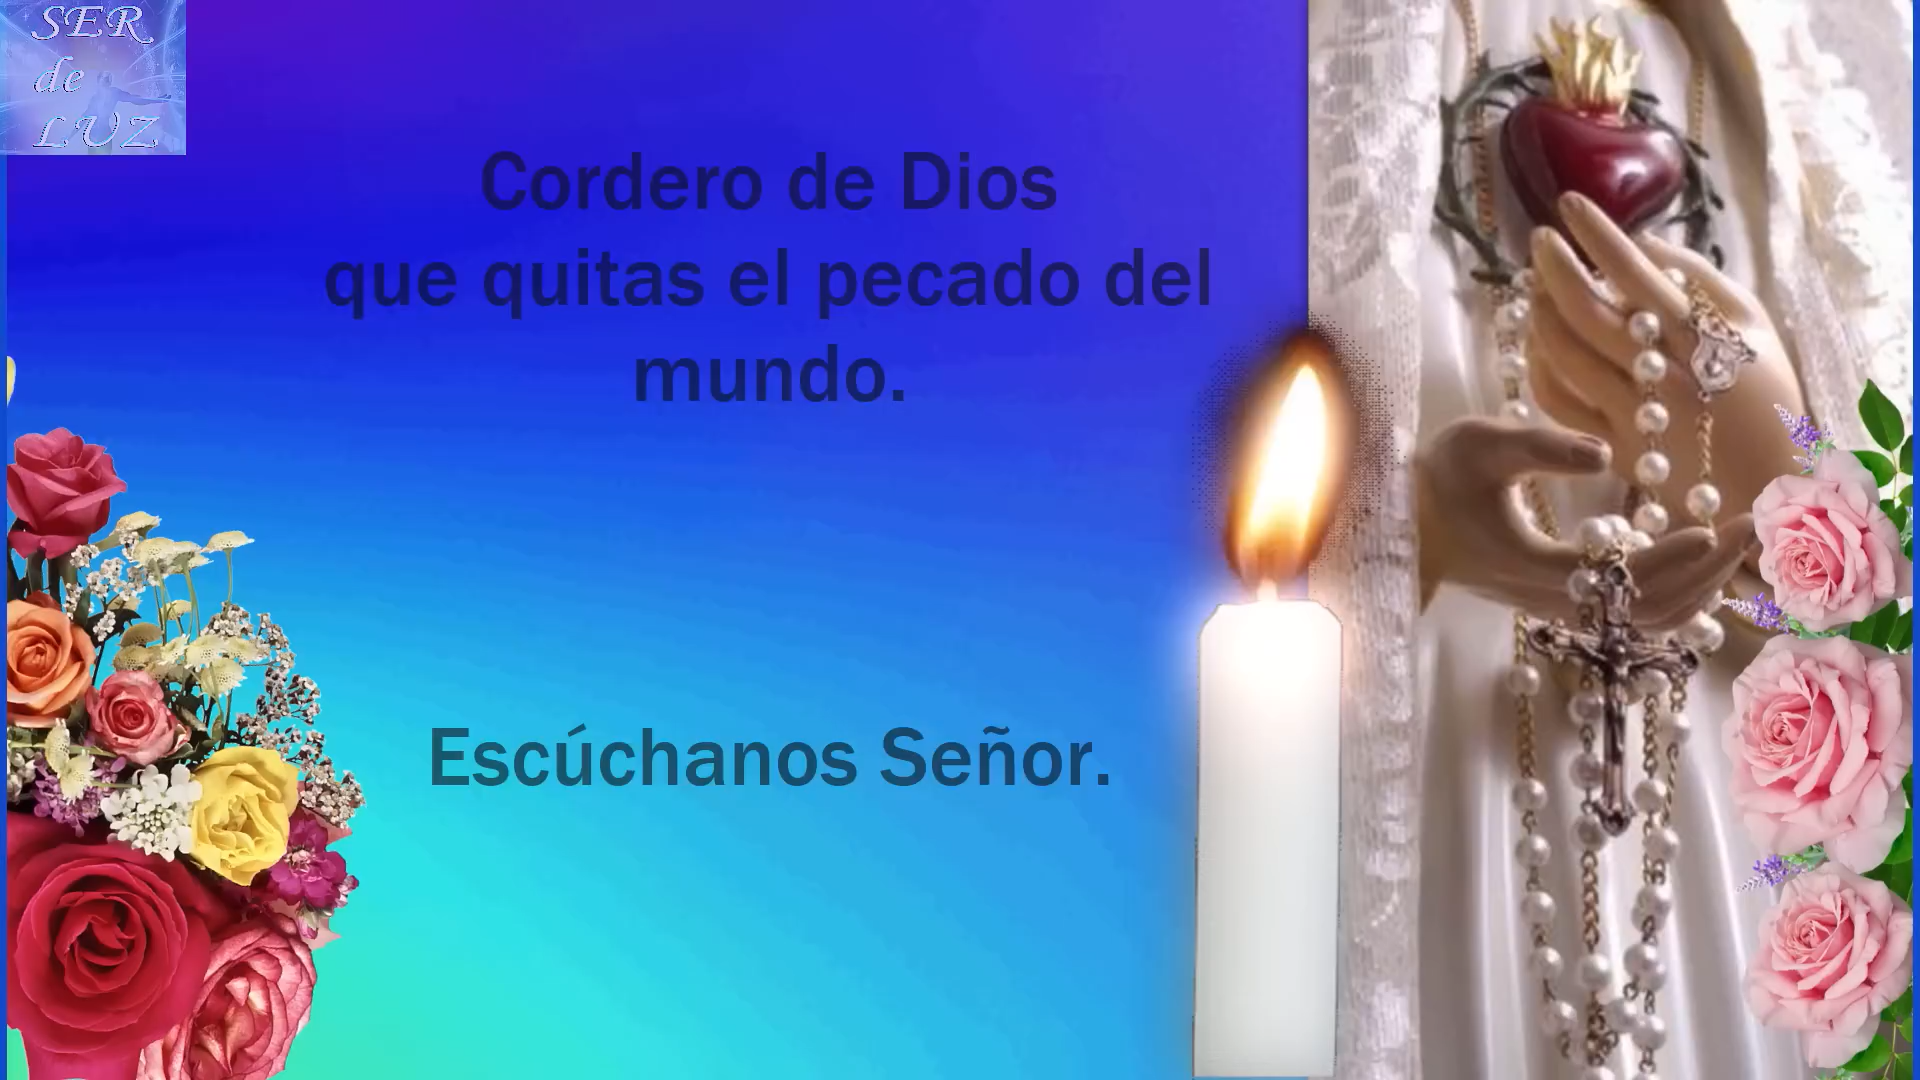 SER
de
LUZ
Cordero de Dios
que quitas el pecado del
mundo.
Escúchanos Señor.